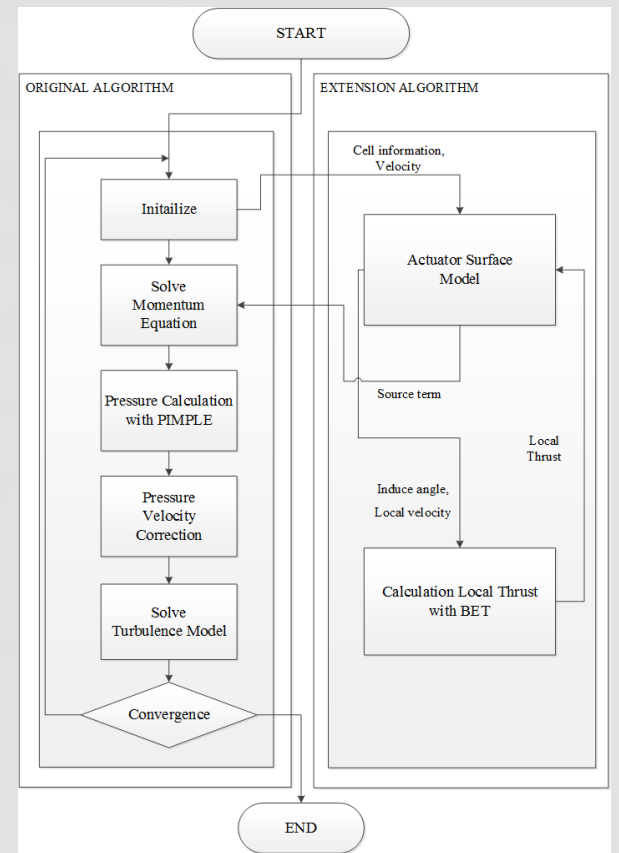 START
ORIGINAL ALGORITHM
Initailize
Solve
Momentum
Equation
Pressure Calculation
with PIMPLE
Pressure
Velocity
Correction
Solve
Turbulence Model
Convergence
EXTENSION ALGORITHM
Cell information,
Velocity
Actuator Surface
Model
Source term
Local
Thrust
Induce angle,
Local velocity
Calculation Local Thrust
with BET
END